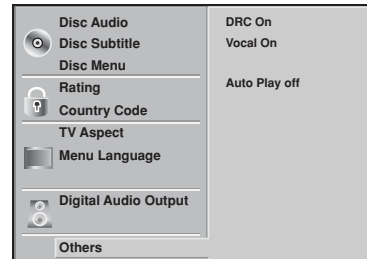 Disc Audio
Disc Subtitle
Disc Menu
Rating
Country Code
TV Aspect
Menu Language
Digital Audio Output
Others
DRC On
Vocal On
Auto Play off